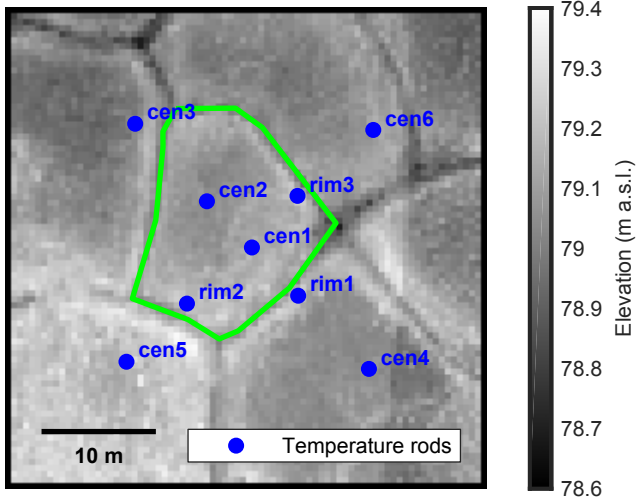 cen3
cen6
cen2
rim3
cen1
rim2
rim1
cen5
cen4
10 m
Temperature rods
79.4
79.3
79.2
79.1
79
78.9
78.8
78.7
78.6
Elevation (m a.s.l.)